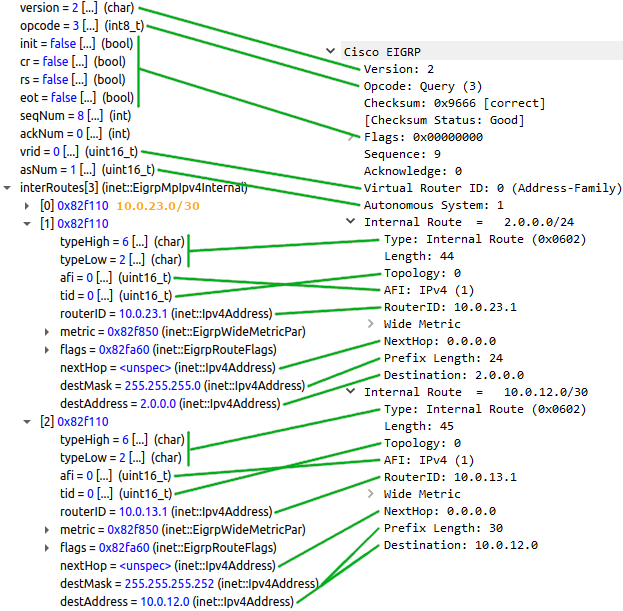 version = 2 [...] (char)
opcode = 3 [...] (int8_t)
init = false [...] (bool)
cr = false [...] (bool)
rs = false [...] (bool)
eot = false [...] (bool)
seqNum = 8 [...] (int)
ackNum = 0 [...] (int)
vrid = 0 [...] (uint16_t)
asNum = 1 [...] (uint16_t)
interRoutes[3] (inet::EigrpMpIpv4Internal)
[0] 0x82f110 10.0.23.0/30
[1] 0x82f110
typeHigh = 6 [...] (char)
typeLow = 2 [...] (char)
afi = 0 [...] (uint16_t)
tid = 0 [...] (uint16_t)
routerID = 10.0.23.1 (inet::Ipv4Address)
metric = 0x82f850 (inet::EigrpWideMetricPar)
flags = 0x82fa60 (inet::EigrpRouteFlags)
nextHop = <unspec> (inet::Ipv4Address)
destMask = 255.255.255.0 (inet::Ipv4Address)
destAddress = 2.0.0.0 (inet::Ipv4Address)
[2] 0x82f110
typeHigh = 6 [...] (char)
typeLow = 2 [...] (char)
afi = 0 [...] (uint16_t)
tid = 0 [...] (uint16_t)
routerID = 10.0.13.1 (inet::Ipv4Address)
metric = 0x82f850 (inet::EigrpWideMetricPar)
flags = 0x82fa60 (inet::EigrpRouteFlags)
nextHop = <unspec> (inet::Ipv4Address)
destMask = 255.255.255.252 (inet::Ipv4Address)
destAddress = 10.0.12.0 (inet::Ipv4Address)
Cisco EIGRP
Version: 2
Opcode: Query (3)
Checksum: 0x9666 [correct]
[Checksum Status: Good]
Flags: 0x00000000
Sequence: 9
Acknowledge: 0
Virtual Router ID: 0 (Address-Family)
Autonomous System: 1
Internal Route = 2.0.0.0/24
Type: Internal Route (0x0602)
Length: 44
Topology: 0
AFI: IPv4 (1)
RouterID: 10.0.23.1
Wide Metric
NextHop: 0.0.0.0
Prefix Length: 24
Destination: 2.0.0.0
Internal Route = 10.0.12.0/30
Type: Internal Route (0x0602)
Length: 45
Topology: 0
AFI: IPv4 (1)
RouterID: 10.0.13.1
Wide Metric
NextHop: 0.0.0.0
Prefix Length: 30
Destination: 10.0.12.0